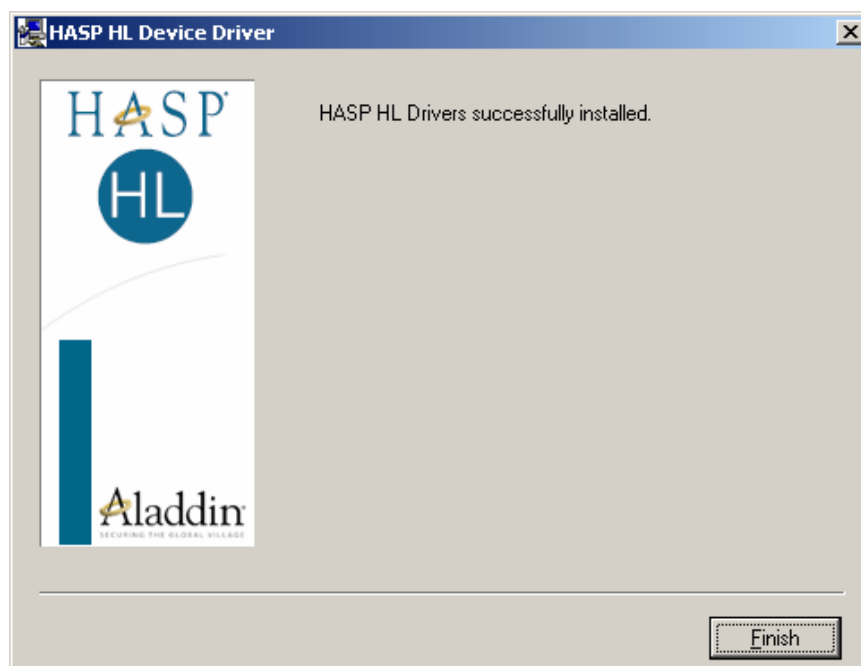 HASP HL Device Driver
HASP
HL
HASP HL Drivers successfully installed.
Aladdin
SECURING THE GLOBAL VILLAGE
Finish